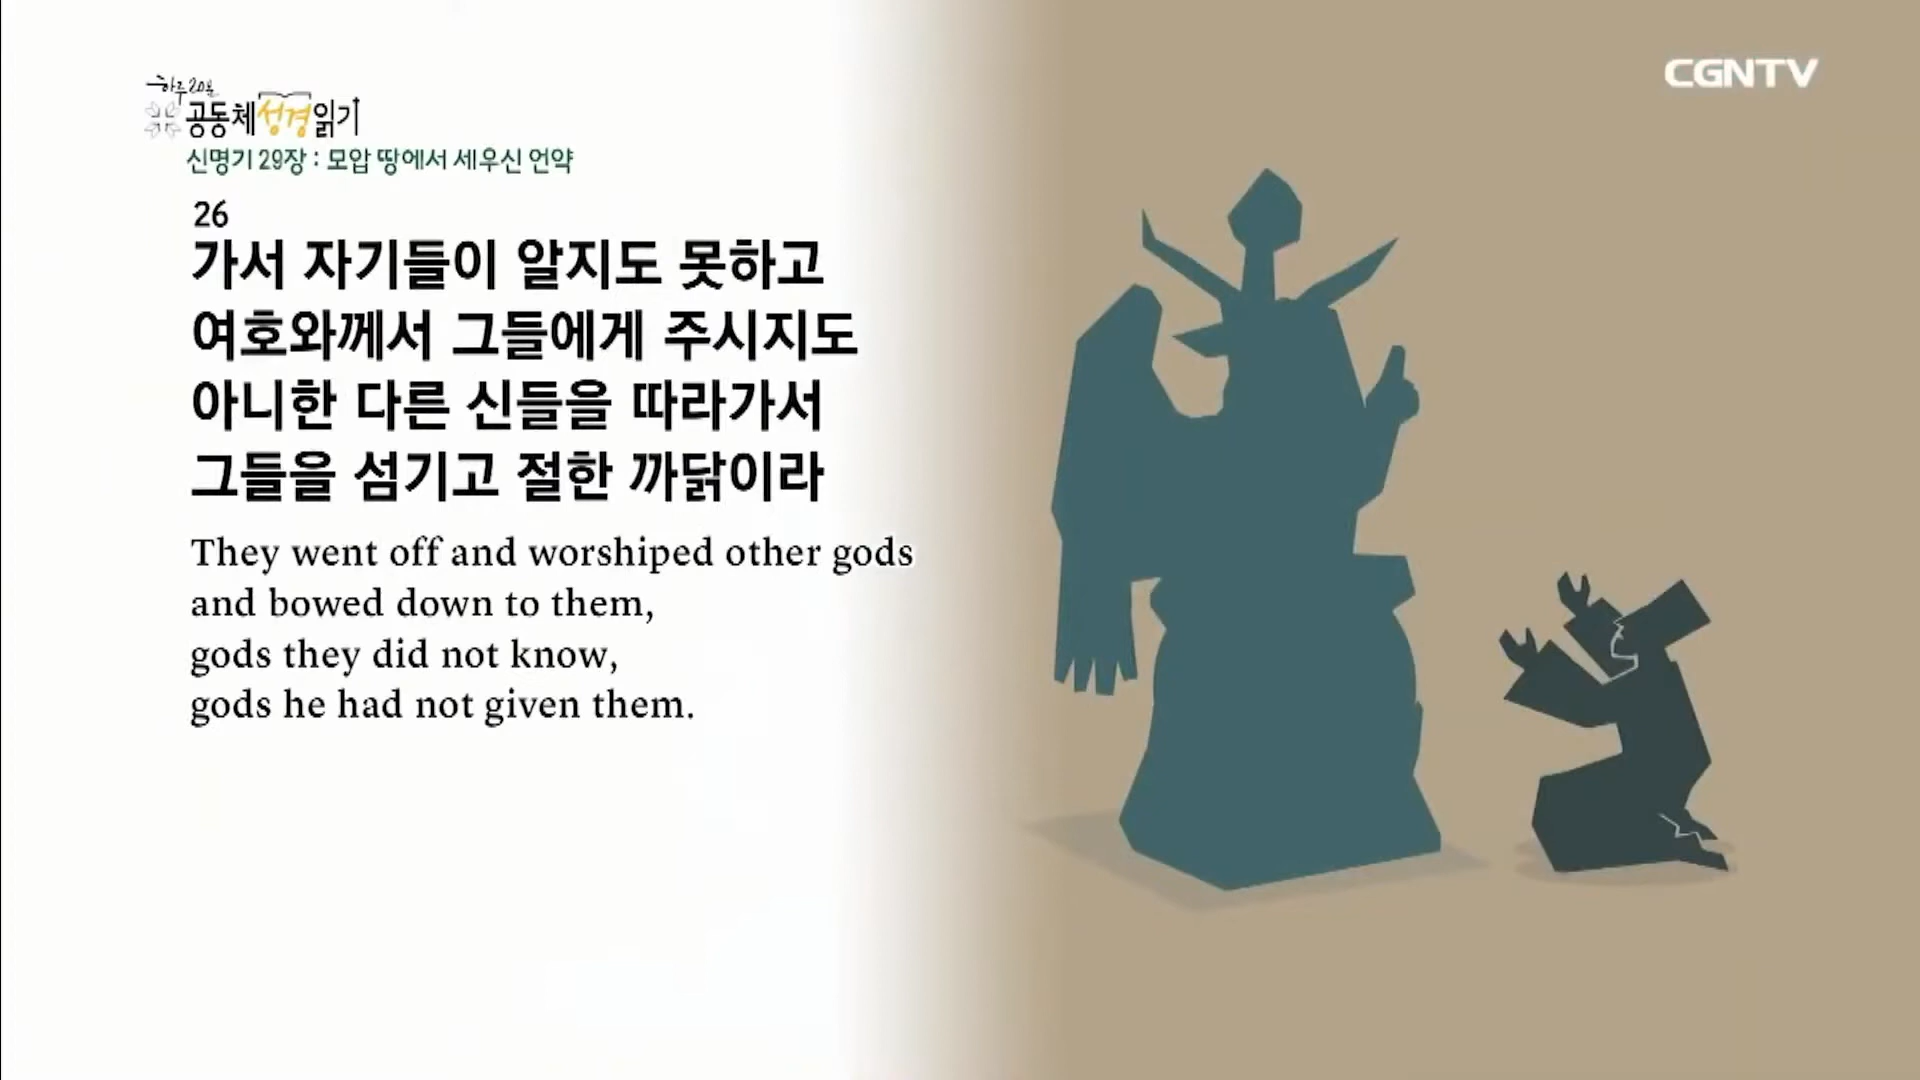 하루 20분
공동체성경읽기
CGNTV
신명기 29장 : 모압 땅에서 세우신 언약
26
가서 자기들이 알지도 못하고
여호와께서 그들에게 주시지도
아니한 다른 신들을 따라가서
그들을 섬기고 절한 까닭이라
They went off and worshiped other gods
and bowed down to them,
gods they did not know,
gods he had not given them.